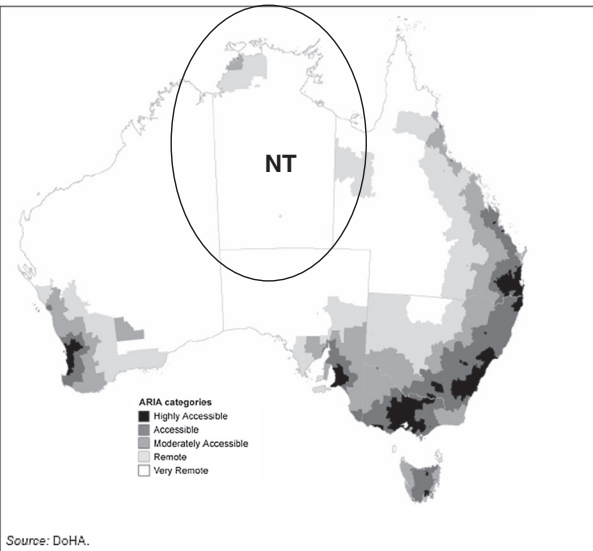 NT
ARIA categories
Highly Accessible
Accessible
Moderately Accessible
Remote
Very Remote
Source: DoHA.